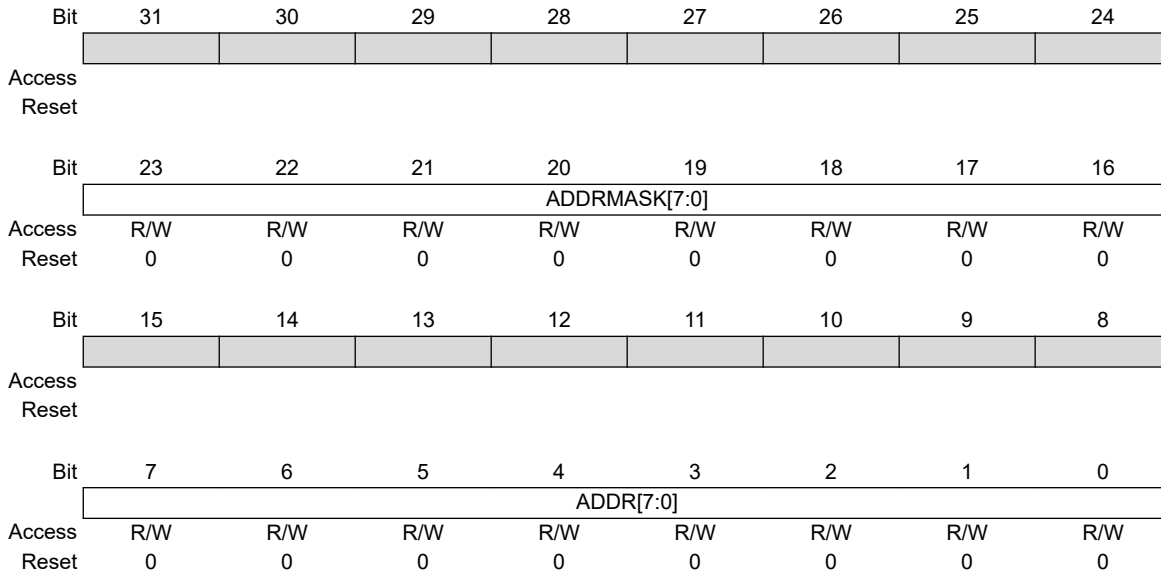 Bit 31 30 29 28 27 26 25 24
Access
Reset
Bit 23 22 21 20 19 18 17 16
ADDRMASK[7:0]
Access R/W R/W R/W R/W R/W R/W R/W R/W
Reset 0 0 0 0 0 0 0 0
Bit 15 14 13 12 11 10 9 8
Access
Reset
Bit 7 6 5 4 3 2 1 0
ADDR[7:0]
Access R/W R/W R/W R/W R/W R/W R/W R/W
Reset 0 0 0 0 0 0 0 0